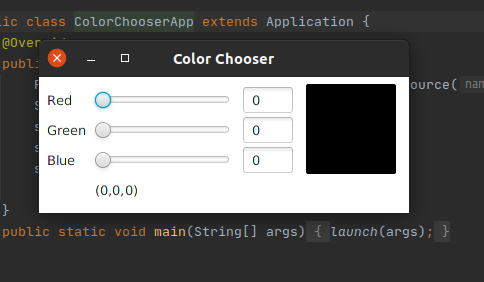 lic class ColorChooserApp extends Application {
@Over
Color Chooser
publ
ource( nam
Red 0
Green 0
Blue 0
(0,0,0)
}
public static void main(String[] args) { launch(args); }